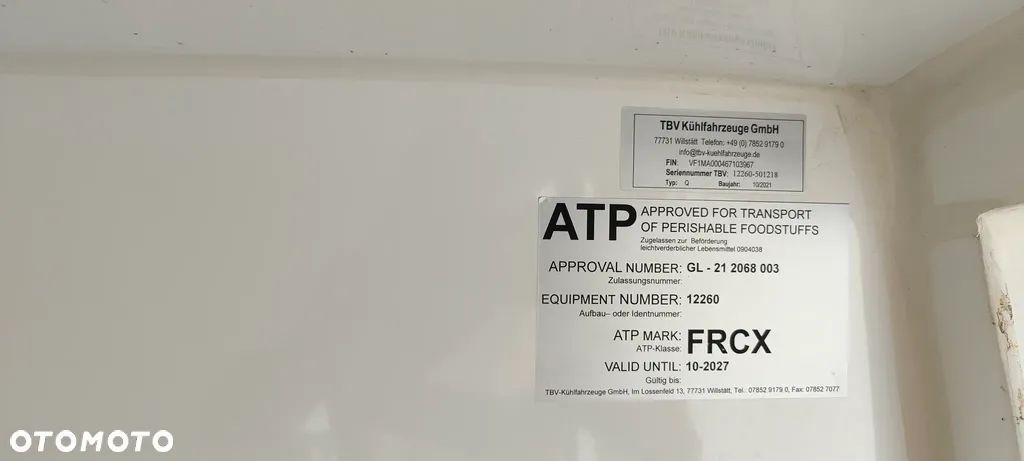 TBV Kühlfahrzeuge GmbH
77731 Willstätt Telefon: +49 (0) 7852 9179 0
info@tbv-kuehlfahrzeuge.de
FIN: VF1MA000467103967
Seriennummer TBV: 12260-501218
Typ: Q Baujahr: 10/2021
ATP APPROVED FOR TRANSPORT
OF PERISHABLE FOODSTUFFS
Zugelassen zur Beförderung
leichtverderblicher Lebensmittel 0904038
APPROVAL NUMBER: GL - 21 2068 003
Zulassungsnummer:
EQUIPMENT NUMBER: 12260
Aufbau– oder Identnummer:
ATP MARK: FRCX
ATP-Klasse:
VALID UNTIL: 10-2027
Gültig bis:
TBV-Kühlfahrzeuge GmbH, Im Lossenfeld 13, 77731 Willstätt, Tel.: 07852 9179 0, Fax: 07852 7077
OTOMOTO